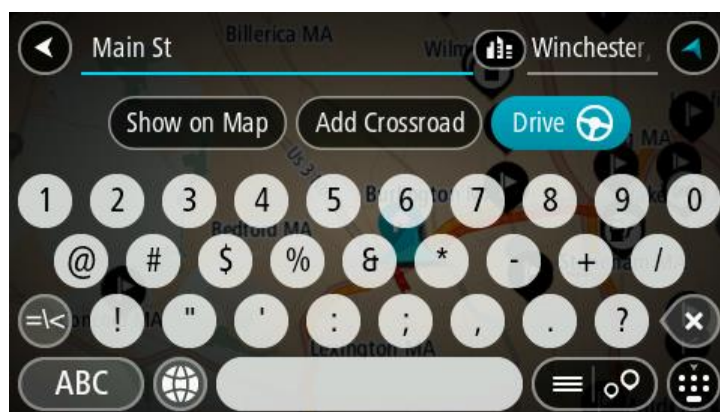 Main St
Winchester,
Billerica MA
Show on Map
Add Crossroad
Drive
1 2 3 4 5 6 7 8 9 0
Bedford MA
@ # $ % & * - + /
=\< ! " ' : ; , . ?
Lexington MA
ABC